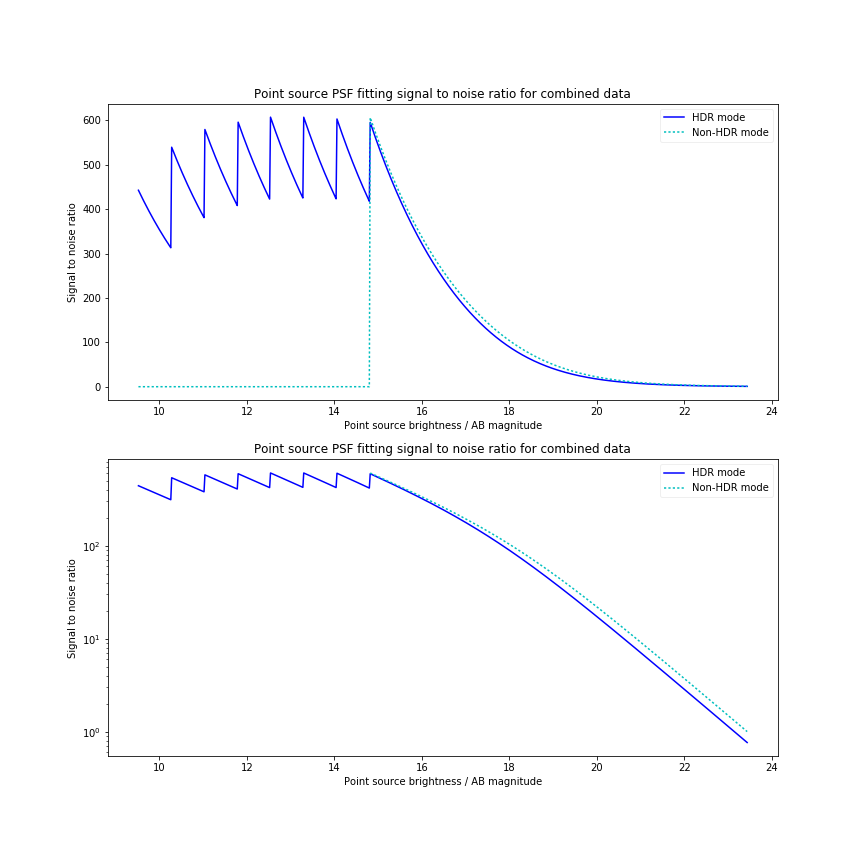 Point source PSF fitting signal to noise ratio for combined data
HDR mode
Non-HDR mode
600
500
400
300
200
100
0
Signal to noise ratio
10 12 14 16 18 20 22 24
Point source brightness / AB magnitude
Point source PSF fitting signal to noise ratio for combined data
HDR mode
Non-HDR mode
10²
10¹
10⁰
Signal to noise ratio
10 12 14 16 18 20 22 24
Point source brightness / AB magnitude